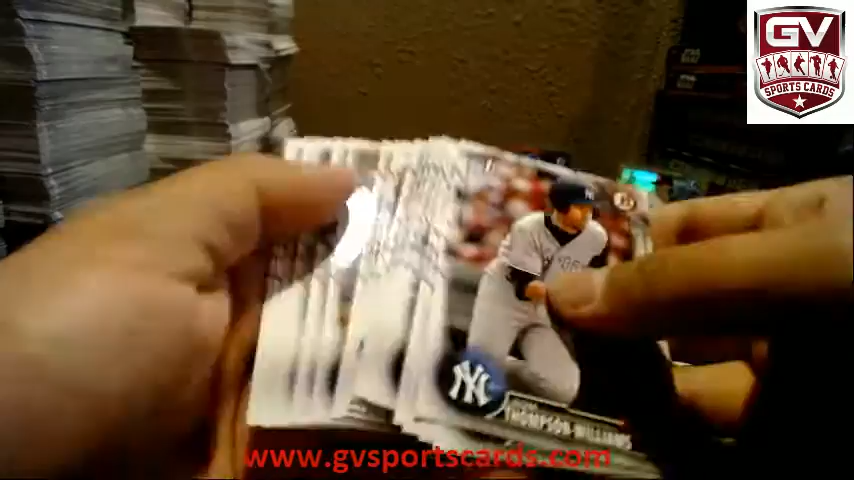 GV
SPORTS CARDS
THOMPSON-WILLIAMS
www.gvsportscards.com